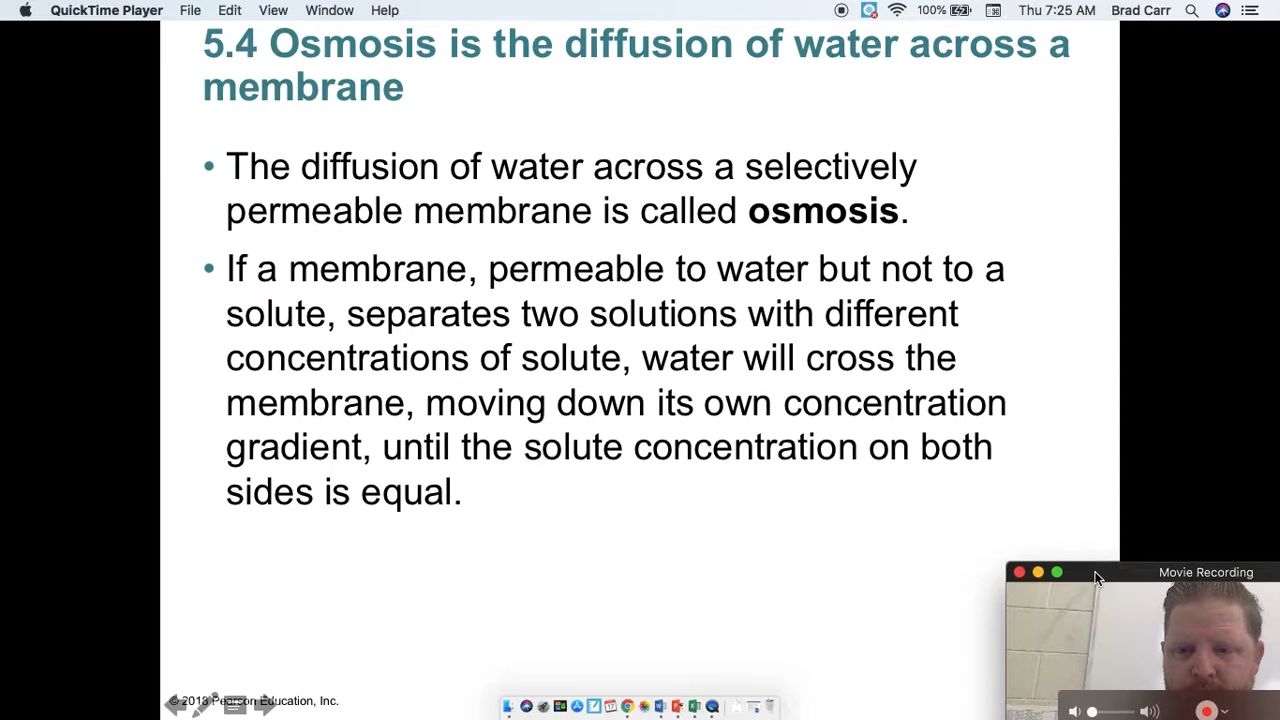 QuickTime Player File Edit View Window Help 100% Thu 7:25 AM Brad Carr
5.4 Osmosis is the diffusion of water across a
membrane
• The diffusion of water across a selectively
permeable membrane is called osmosis.
• If a membrane, permeable to water but not to a
solute, separates two solutions with different
concentrations of solute, water will cross the
membrane, moving down its own concentration
gradient, until the solute concentration on both
sides is equal.
Movie Recording
© 2018 Pearson Education, Inc.